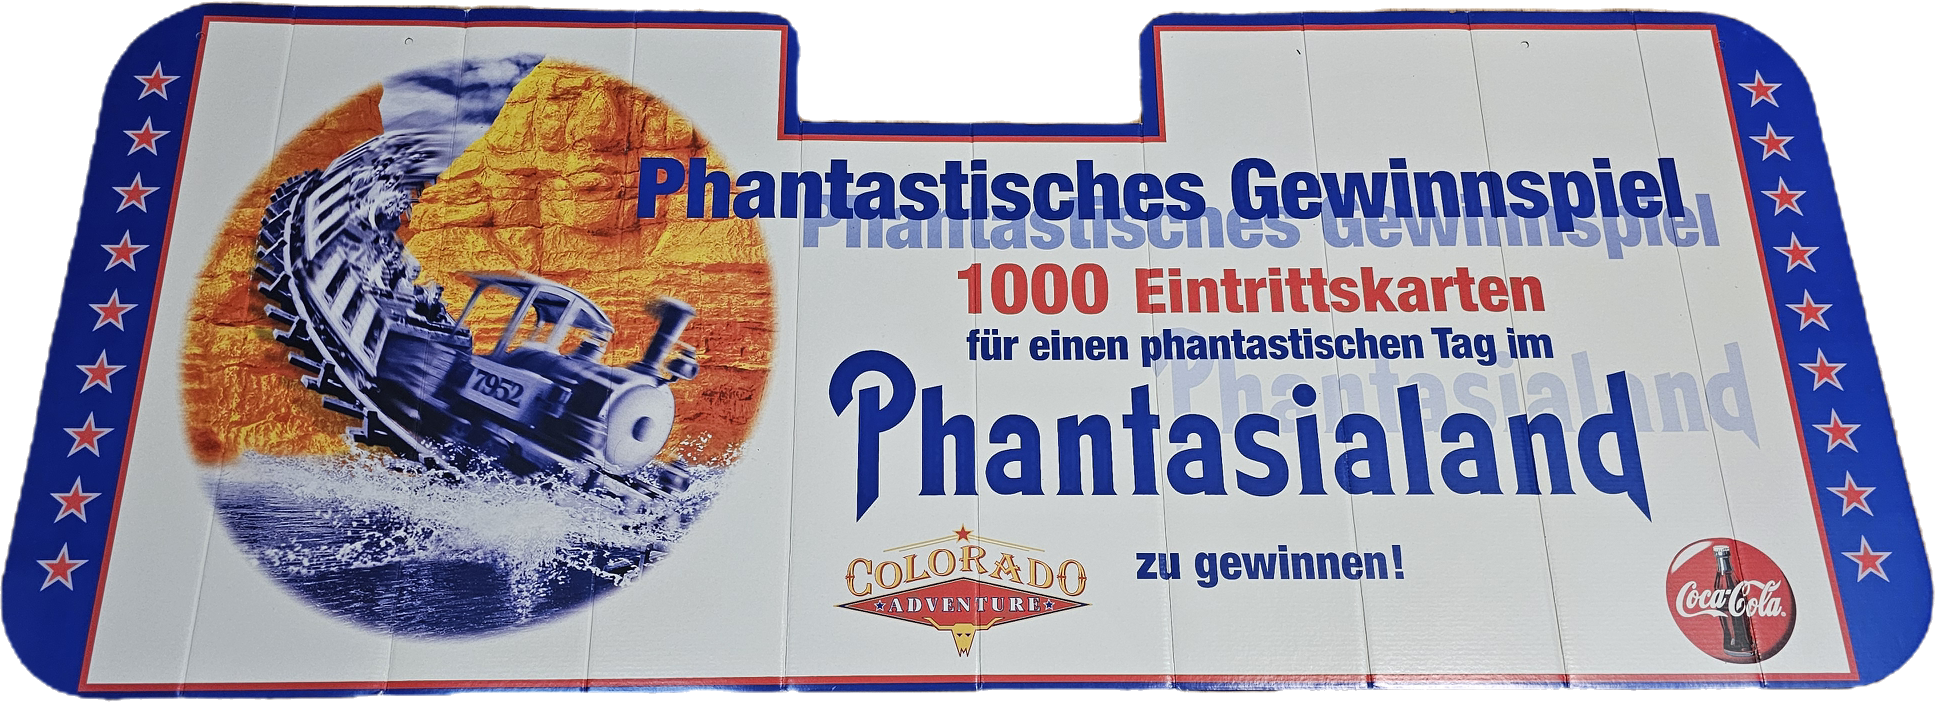 Phantastisches Gewinnspiel
Phantastisches Gewinnspiel
1000 Eintrittskarten
für einen phantastischen Tag im
Phantasialand
Phantasialand
zu gewinnen!
7952
COLORADO
ADVENTURE
Coca-Cola